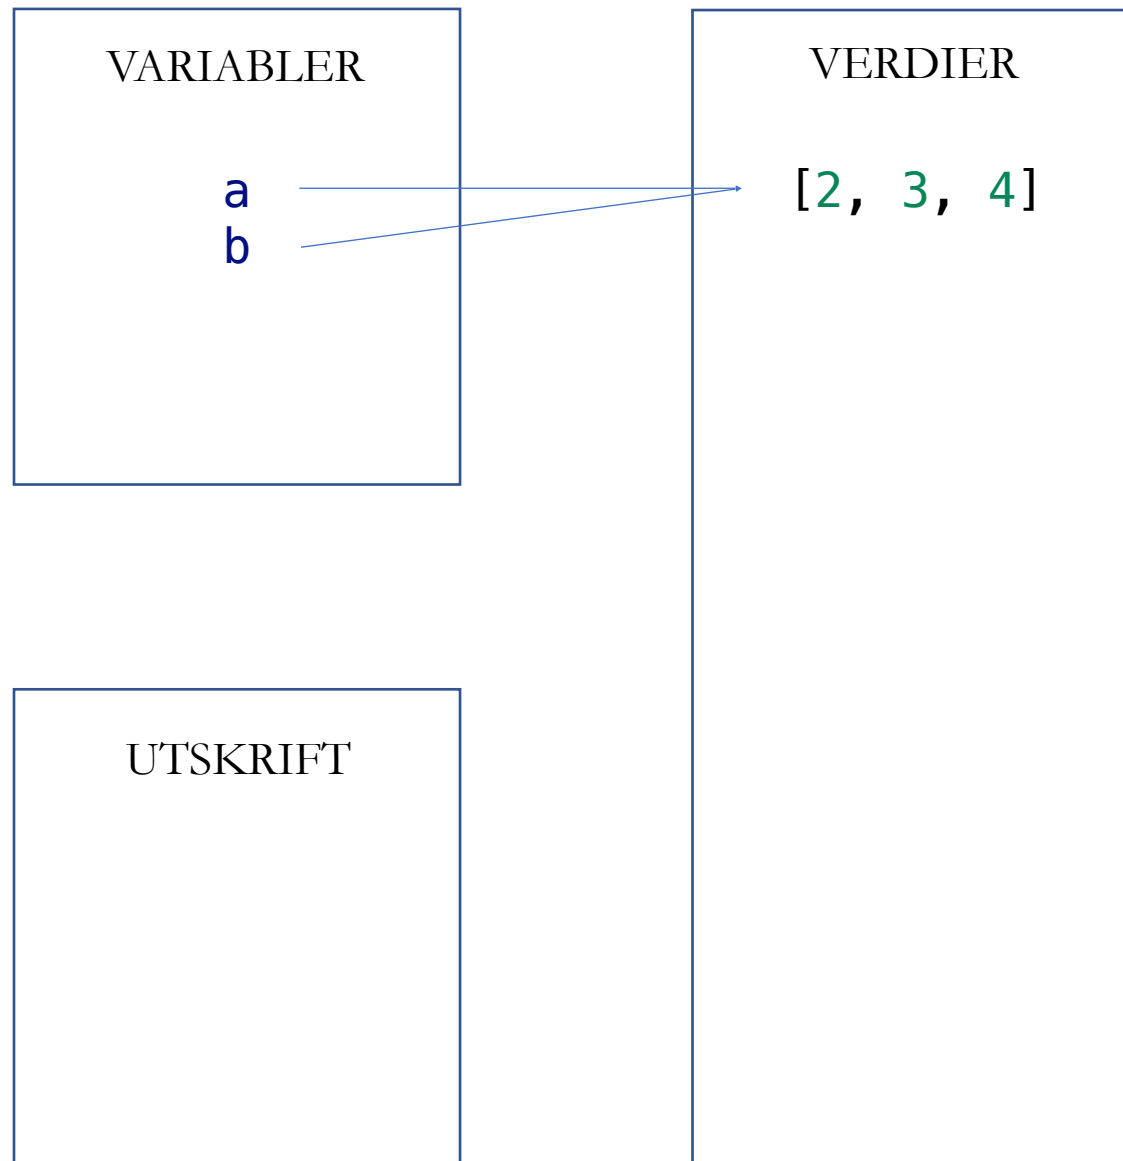 VARIABLER
a
b
VERDIER
[2, 3, 4]
UTSKRIFT